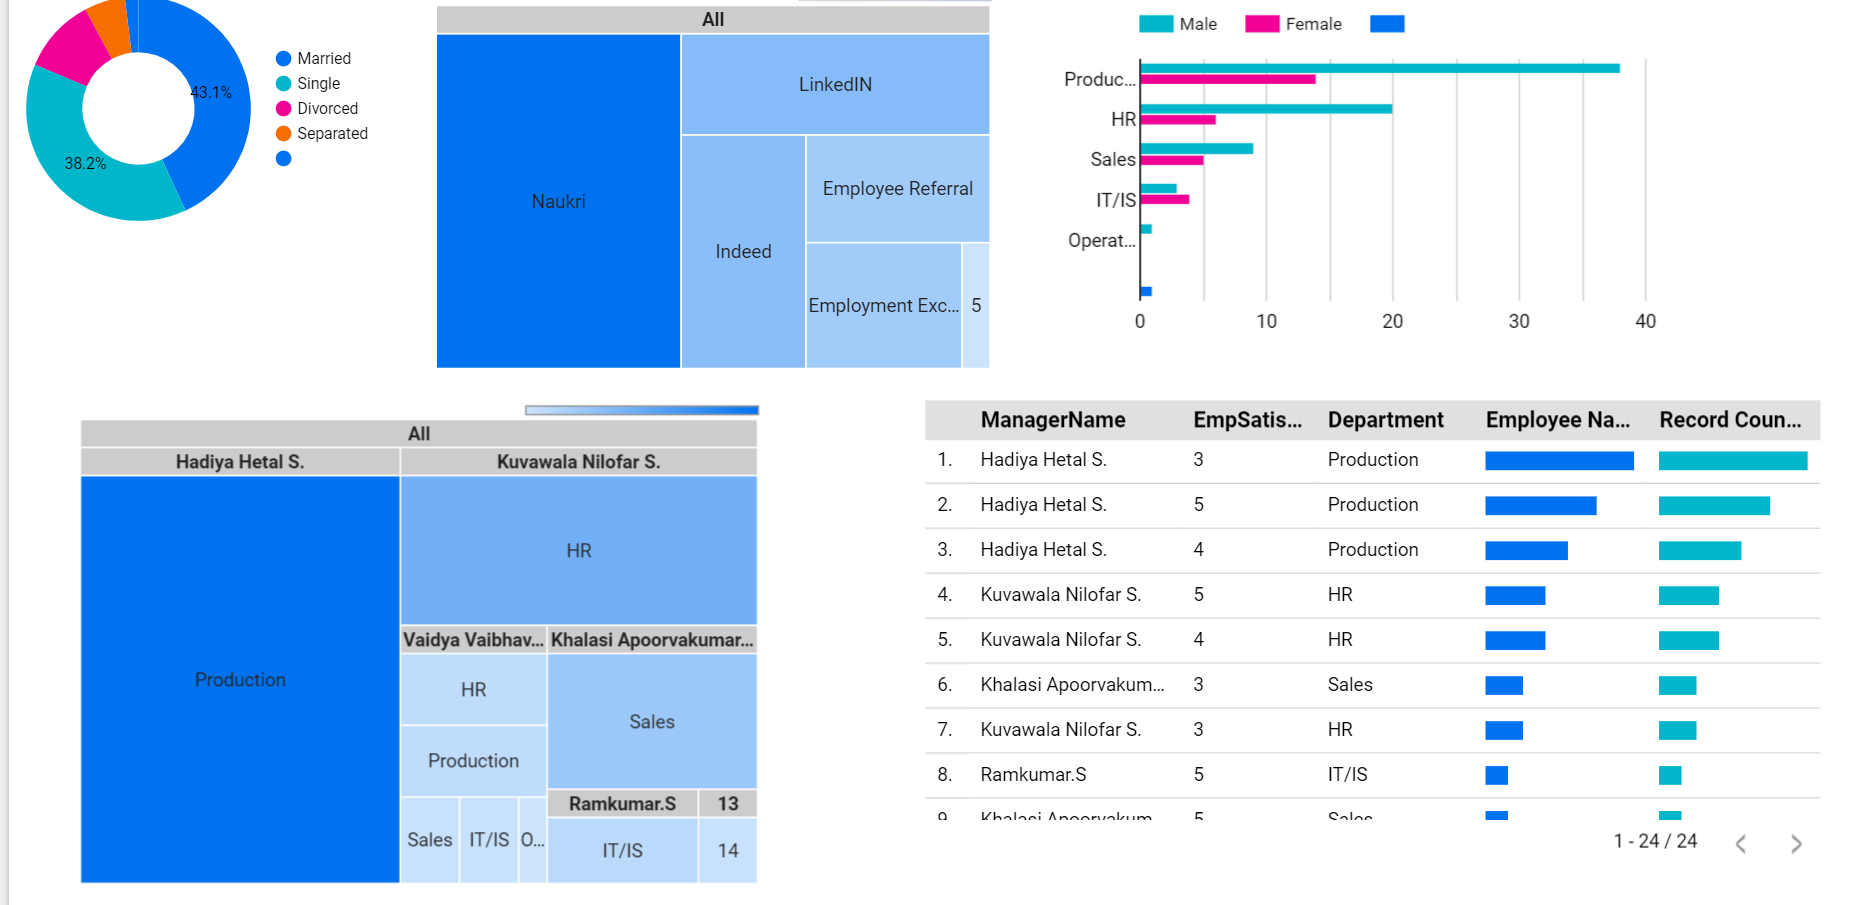 43.1%
38.2%
Married
Single
Divorced
Separated
All
Naukri
LinkedIN
Indeed
Employee Referral
Employment Exc...
5
Male
Female
Produc...
HR
Sales
IT/IS
Operat...
0 10 20 30 40
All
Hadiya Hetal S.
Kuvawala Nilofar S.
Production
HR
Vaidya Vaibhav...
Khalasi Apoorvakumar...
HR
Production
Sales
IT/IS
O...
Sales
Ramkumar.S
13
IT/IS
14
ManagerName EmpSatis... Department Employee Na... Record Coun...
1. Hadiya Hetal S. 3 Production
2. Hadiya Hetal S. 5 Production
3. Hadiya Hetal S. 4 Production
4. Kuvawala Nilofar S. 5 HR
5. Kuvawala Nilofar S. 4 HR
6. Khalasi Apoorvakum... 3 Sales
7. Kuvawala Nilofar S. 3 HR
8. Ramkumar.S 5 IT/IS
9. Khalasi Apoorvakum... 5 Sales
1 - 24 / 24